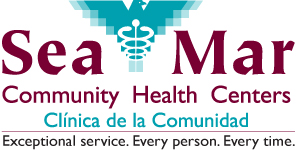 Sea Mar
Community Health Centers
Clínica de la Comunidad
Exceptional service. Every person. Every time.